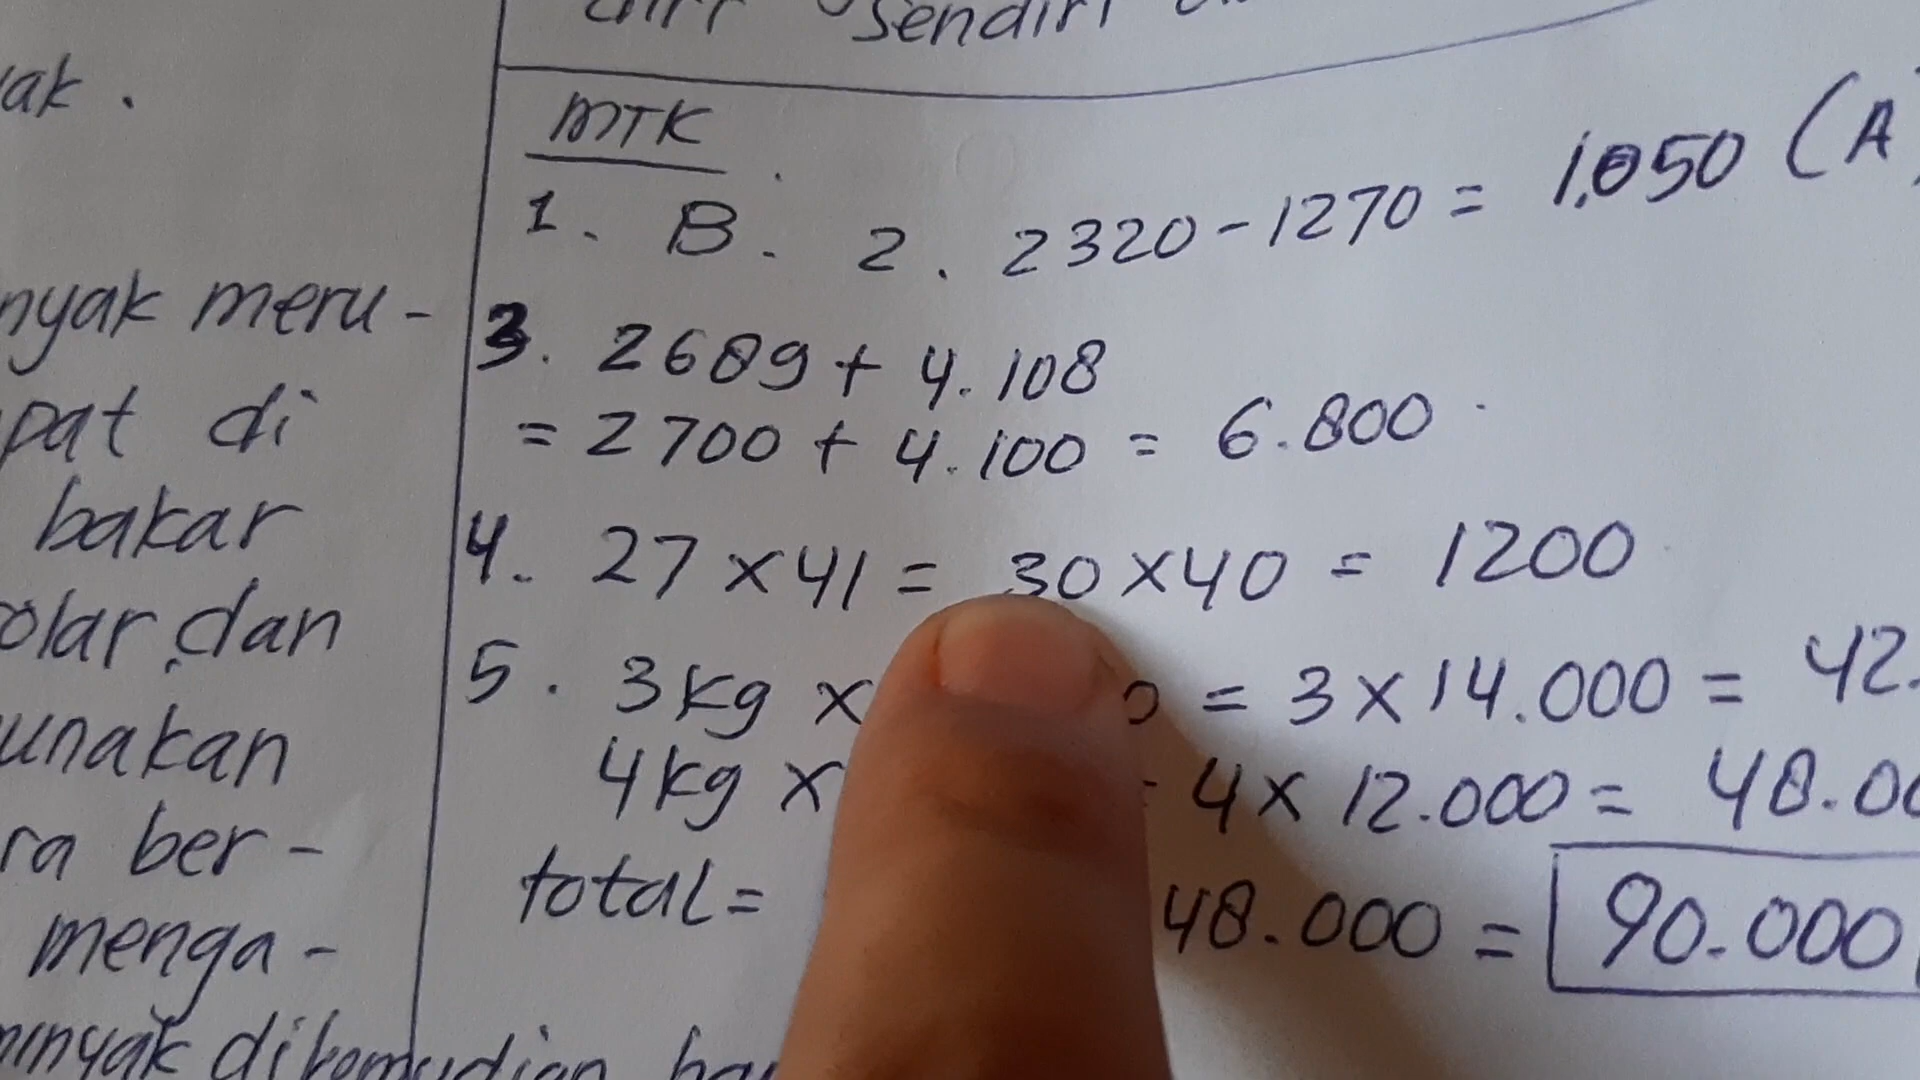 sendiri
ak.
nyak meru-
pat di
bakar
olar, dan
unakan
ra ber-
menga-
MTK
1. B. 2. 2320-1270 = 1.050 (A
3. 2689 + 4.108
= 2700 + 4.100 = 6.800
4. 27 x 41 = 30 x 40 = 1200
5. 3kg x = 3 x 14.000 = 42.
4kg x 4 x 12.000 = 48.00
total = 48.000 = 90.000